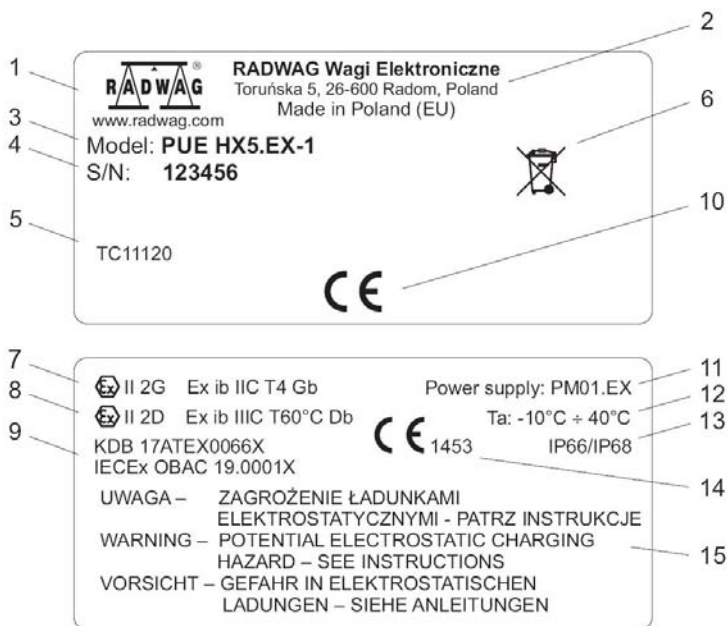 2
1
RADWAG®
RADWAG Wagi Elektroniczne
Toruńska 5, 26-600 Radom, Poland
Made in Poland (EU)
6
www.radwag.com
3
Model: PUE HX5.EX-1
4
S/N: 123456
10
5
TC11120
CE
7
Ex II 2G Ex ib IIC T4 Gb
Power supply: PM01.EX
11
8
Ex II 2D Ex ib IIIC T60°C Db
Ta: -10°C ÷ 40°C
12
9
KDB 17ATEX0066X
CE 1453
IP66/IP68
13
IECEx OBAC 19.0001X
14
UWAGA – ZAGROŻENIE ŁADUNKAMI
ELEKTROSTATYCZNYMI - PATRZ INSTRUKCJE
WARNING – POTENTIAL ELECTROSTATIC CHARGING
15
HAZARD – SEE INSTRUCTIONS
VORSICHT – GEFAHR IN ELEKTROSTATISCHEN
LADUNGEN – SIEHE ANLEITUNGEN